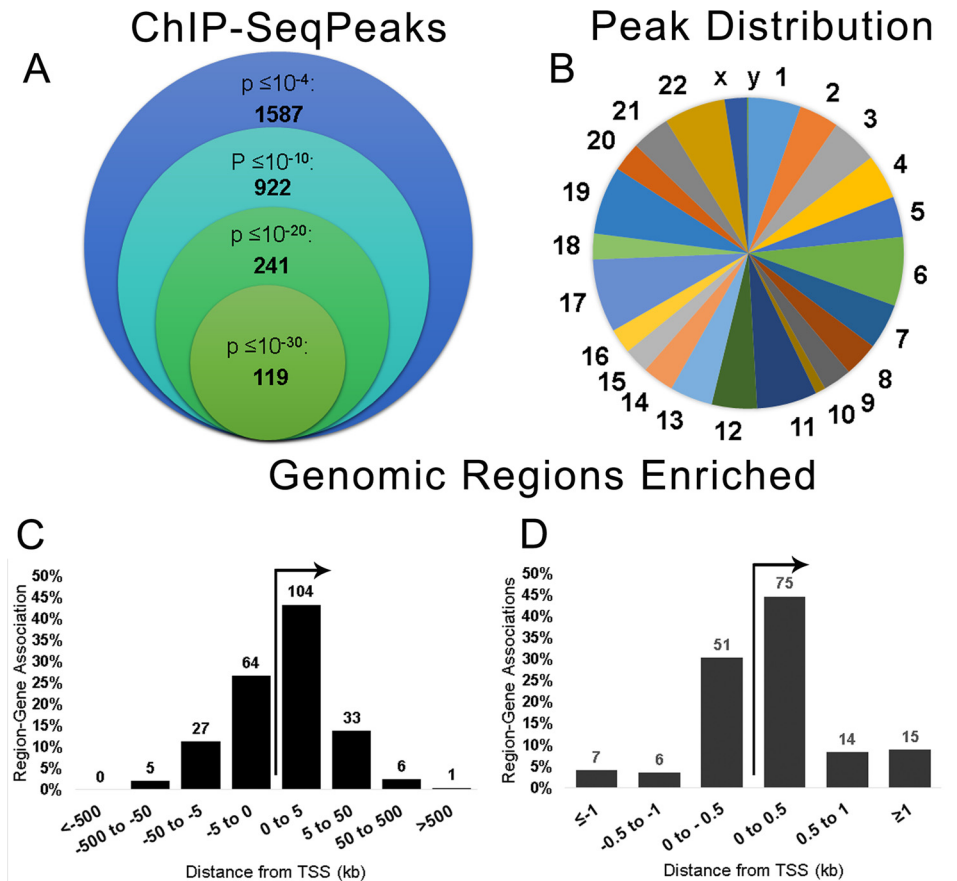 ChIP-SeqPeaks
Peak Distribution
A
p ≤10-4:
1587
P ≤10-10:
922
p ≤10-20:
241
p ≤10-30:
119
B
x y 1
2
3
4
5
6
7
8
9
10
11
12
13
14
15
16
17
18
19
20
21
22
Genomic Regions Enriched
C
Region-Gene Association
50%
45%
40%
35%
30%
25%
20%
15%
10%
5%
0%
0
5
27
64
104
33
6
1
<-500
-500 to -50
-50 to -5
-5 to 0
0 to 5
5 to 50
50 to 500
>500
Distance from TSS (kb)
D
Region-Gene Associations
50%
45%
40%
35%
30%
25%
20%
15%
10%
5%
0%
7
6
51
75
14
15
≤-1
-0.5 to -1
0 to - 0.5
0 to 0.5
0.5 to 1
≥1
Distance from TSS (kb)